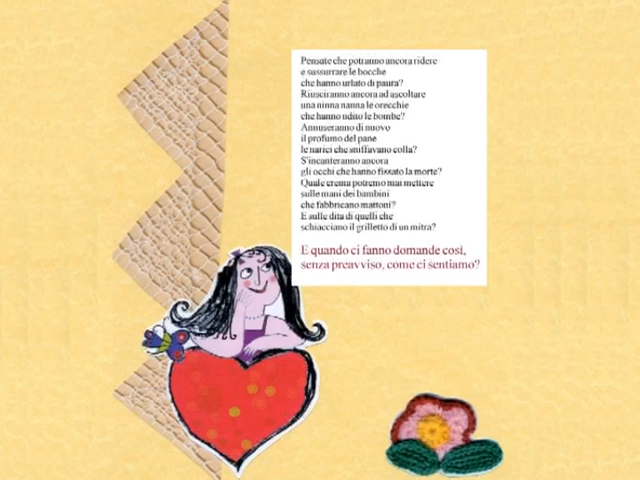 Pensate che potranno ancora ridere
e sussurrare le bocche
che hanno urlato di paura?
Riusciranno ancora ad ascoltare
una ninna nanna le orecchie
che hanno udito le bombe?
Annuseranno di nuovo
il profumo del pane
le narici che sniffavano colla?
S'incanteranno ancora
gli occhi che hanno fissato la morte?
Quale crema potremo mai mettere
sulle mani dei bambini
che fabbricano mattoni?
E sulle dita di quelli che
schiacciano il grilletto di un mitra?
E quando ci fanno domande così,
senza preavviso, come ci sentiamo?